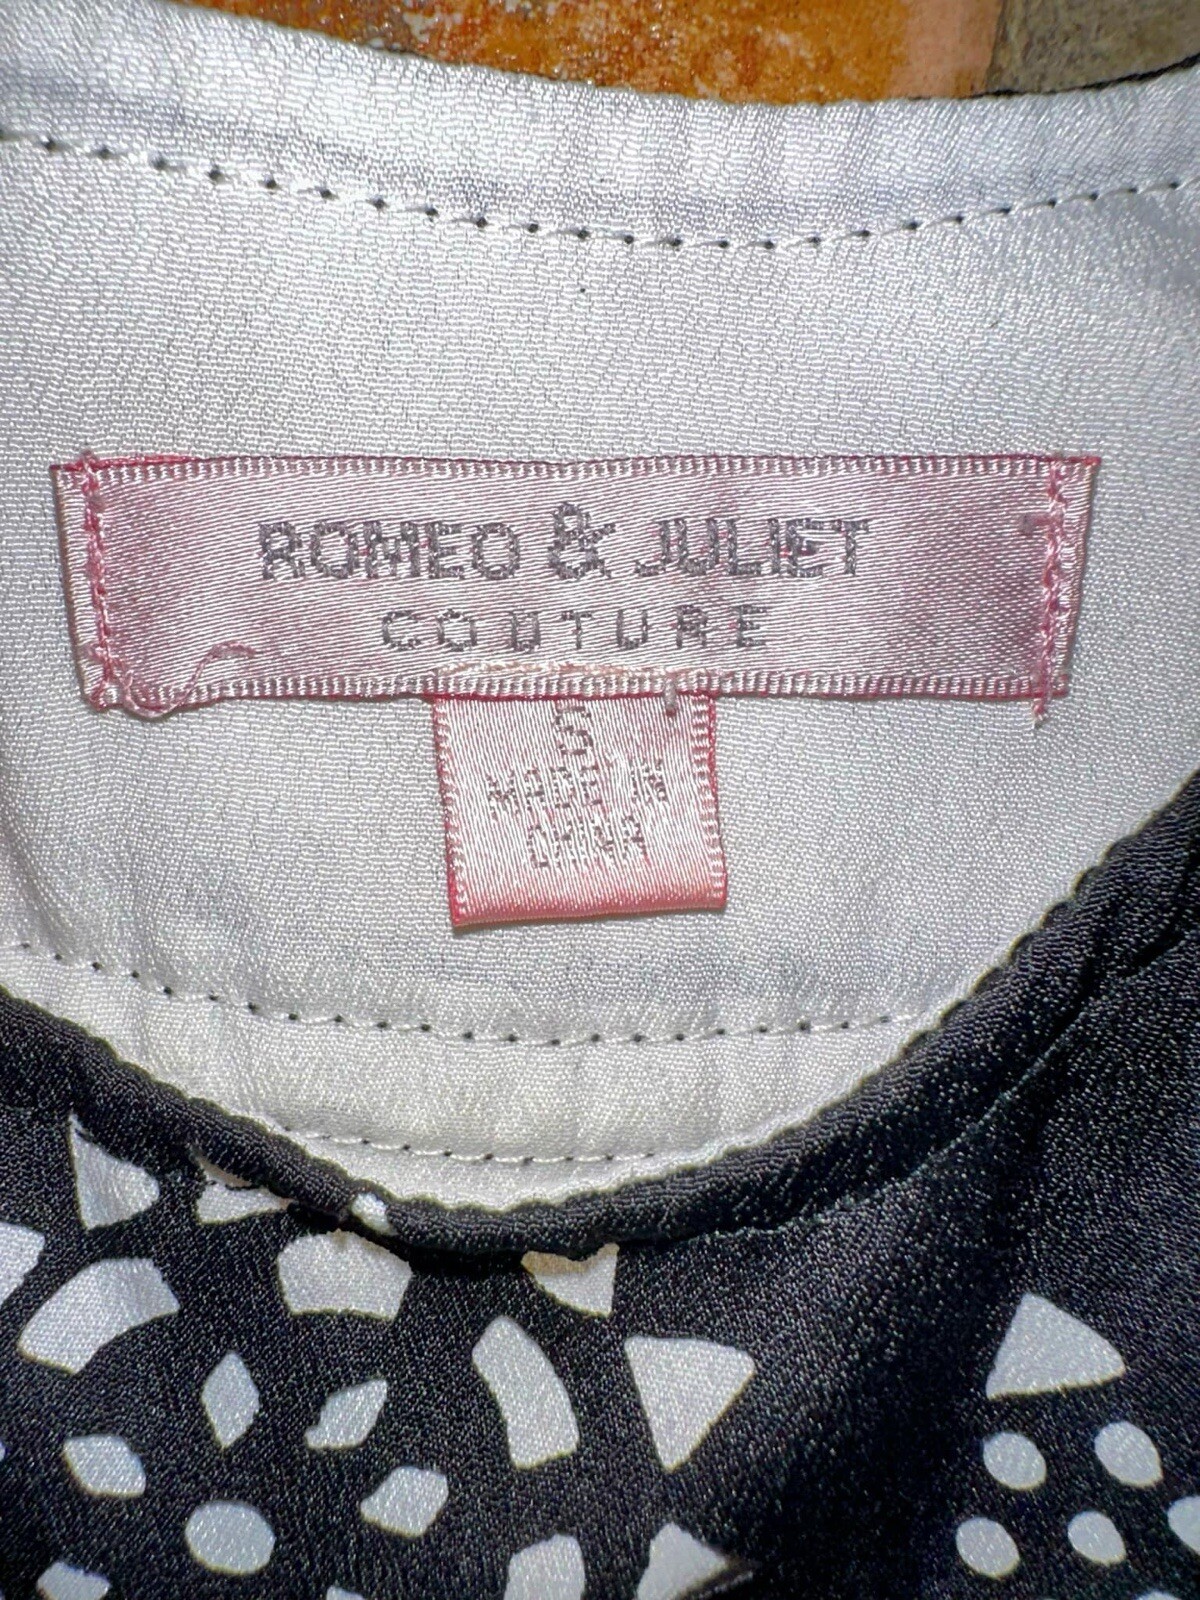 ROMEO & JULIET
COUTURE
S
MADE IN
CHINA